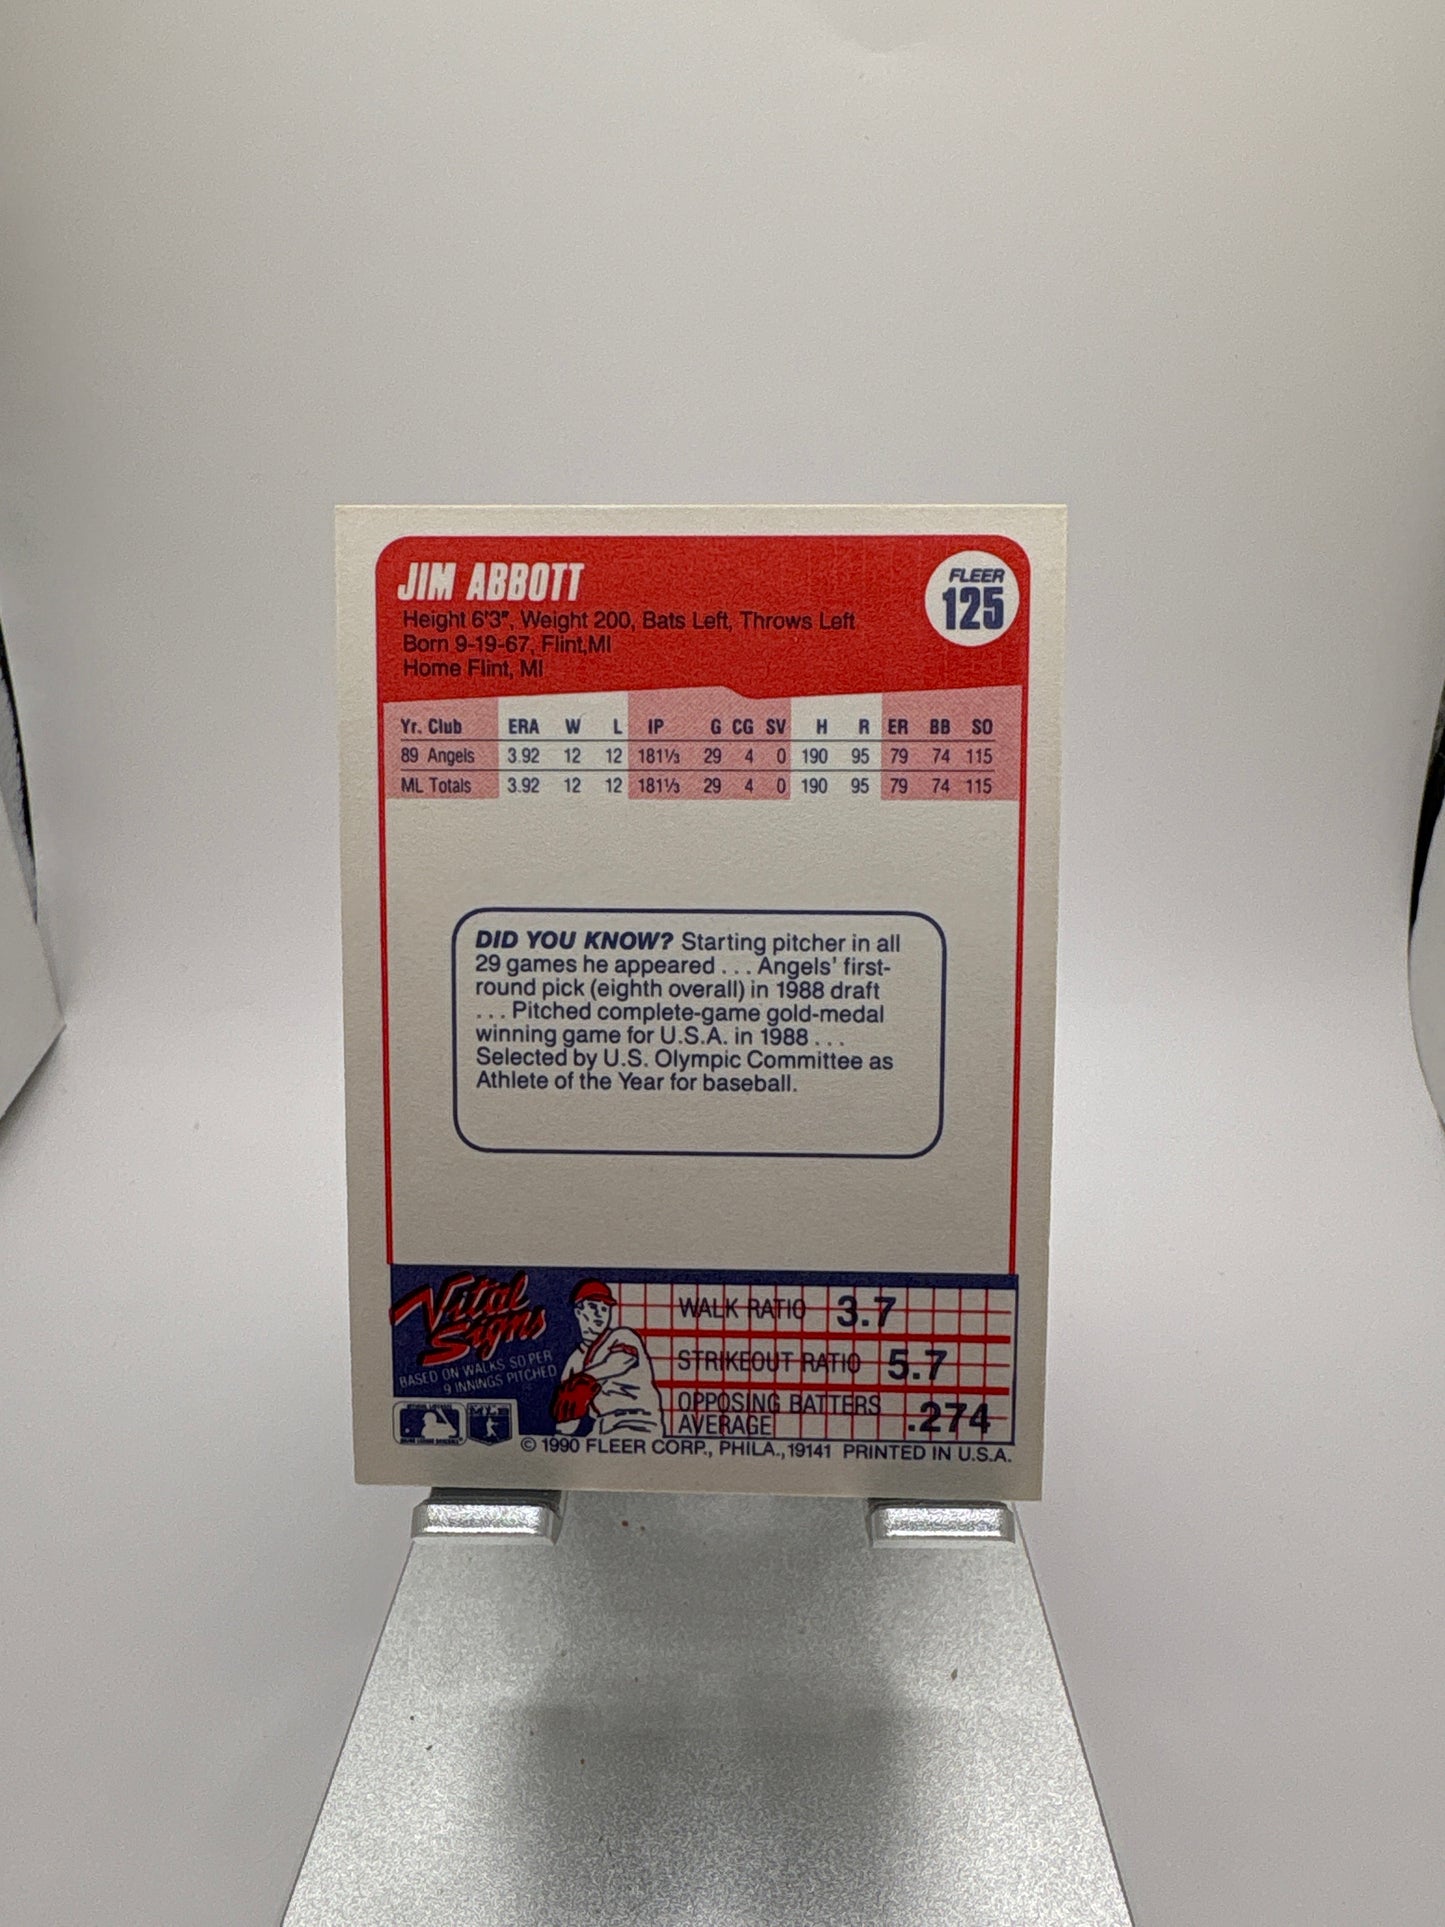 JIM ABBOTT
FLEER
125
Height 6'3", Weight 200, Bats Left, Throws Left
Born 9-19-67, Flint,MI
Home Flint, MI
Yr. Club ERA W L IP G CG SV H R ER BB SO
89 Angels 3.92 12 12 181⅓ 29 4 0 190 95 79 74 115
ML Totals 3.92 12 12 181⅓ 29 4 0 190 95 79 74 115
DID YOU KNOW? Starting pitcher in all
29 games he appeared . . . Angels' first-
round pick (eighth overall) in 1988 draft
. . . Pitched complete-game gold-medal
winning game for U.S.A. in 1988 . . .
Selected by U.S. Olympic Committee as
Athlete of the Year for baseball.
Vital
Signs
BASED ON WALKS, SO PER
9 INNINGS PITCHED
WALK RATIO 3.7
STRIKEOUT RATIO 5.7
OPPOSING BATTERS
AVERAGE .274
© 1990 FLEER CORP., PHILA., 19141 PRINTED IN U.S.A.